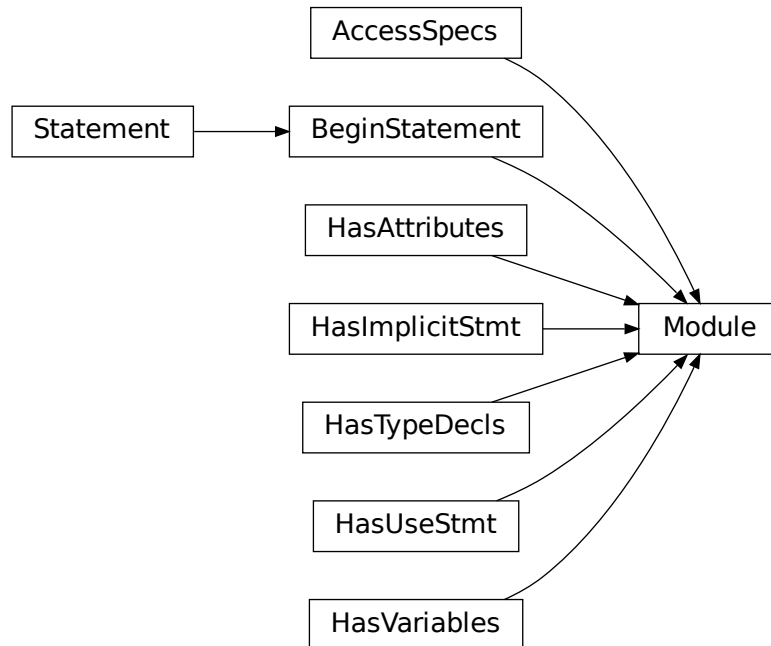 AccessSpecs
Statement
BeginStatement
HasAttributes
HasImplicitStmt
Module
HasTypeDecls
HasUseStmt
HasVariables